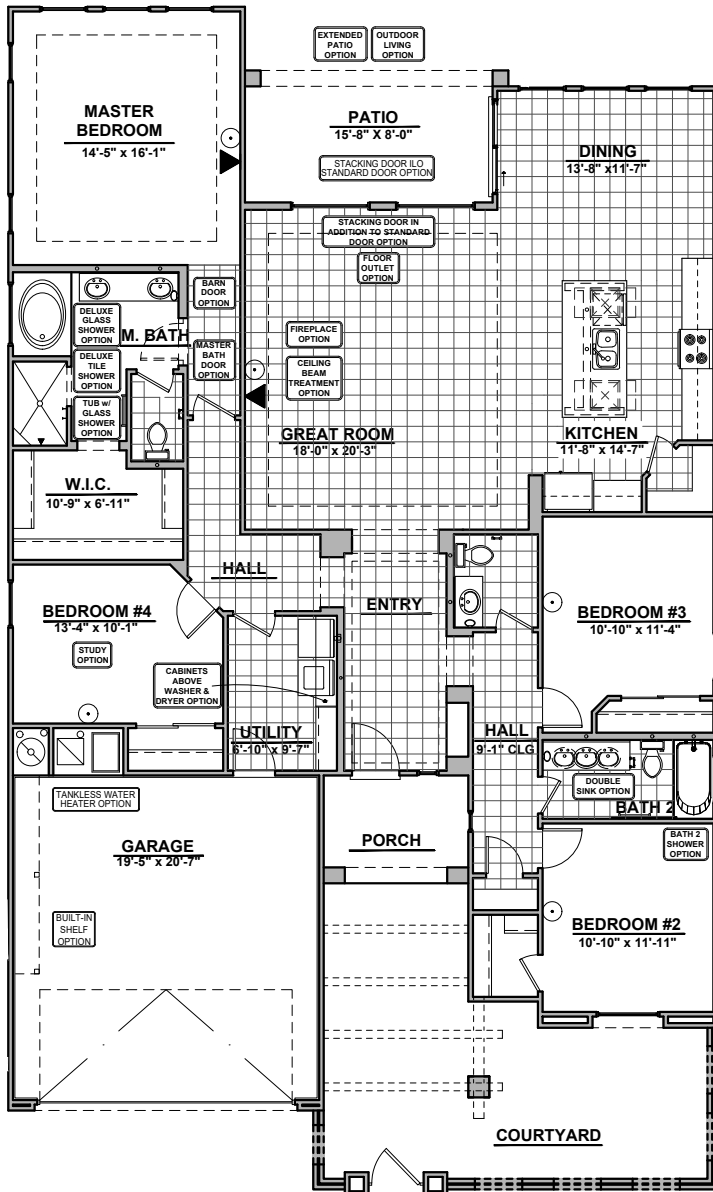 EXTENDED
PATIO
OPTION
OUTDOOR
LIVING
OPTION
MASTER
BEDROOM
14'-5" x 16'-1"
PATIO
15'-8" X 8'-0"
STACKING DOOR ILO
STANDARD DOOR OPTION
DINING
13'-8" x11'-7"
STACKING DOOR IN
ADDITION TO STANDARD
DOOR OPTION
FLOOR
OUTLET
OPTION
BARN
DOOR
OPTION
DELUXE
GLASS
SHOWER
OPTION
M. BATH
FIREPLACE
OPTION
DELUXE
TILE
SHOWER
OPTION
MASTER
BATH
DOOR
OPTION
CEILING
BEAM
TREATMENT
OPTION
TUB w/
GLASS
SHOWER
OPTION
GREAT ROOM
18'-0" x 20'-3"
KITCHEN
11'-8" x 14'-7"
W.I.C.
10'-9" x 6'-11"
HALL
ENTRY
BEDROOM #4
13'-4" x 10'-1"
STUDY
OPTION
BEDROOM #3
10'-10" x 11'-4"
CABINETS
ABOVE
WASHER &
DRYER OPTION
UTILITY
6'-10" x 9'-7"
HALL
9'-1" CLG
DOUBLE
SINK OPTION
BATH 2
TANKLESS WATER
HEATER OPTION
PORCH
GARAGE
19'-5" x 20'-7"
BATH 2
SHOWER
OPTION
BUILT-IN
SHELF
OPTION
BEDROOM #2
10'-10" x 11'-11"
COURTYARD